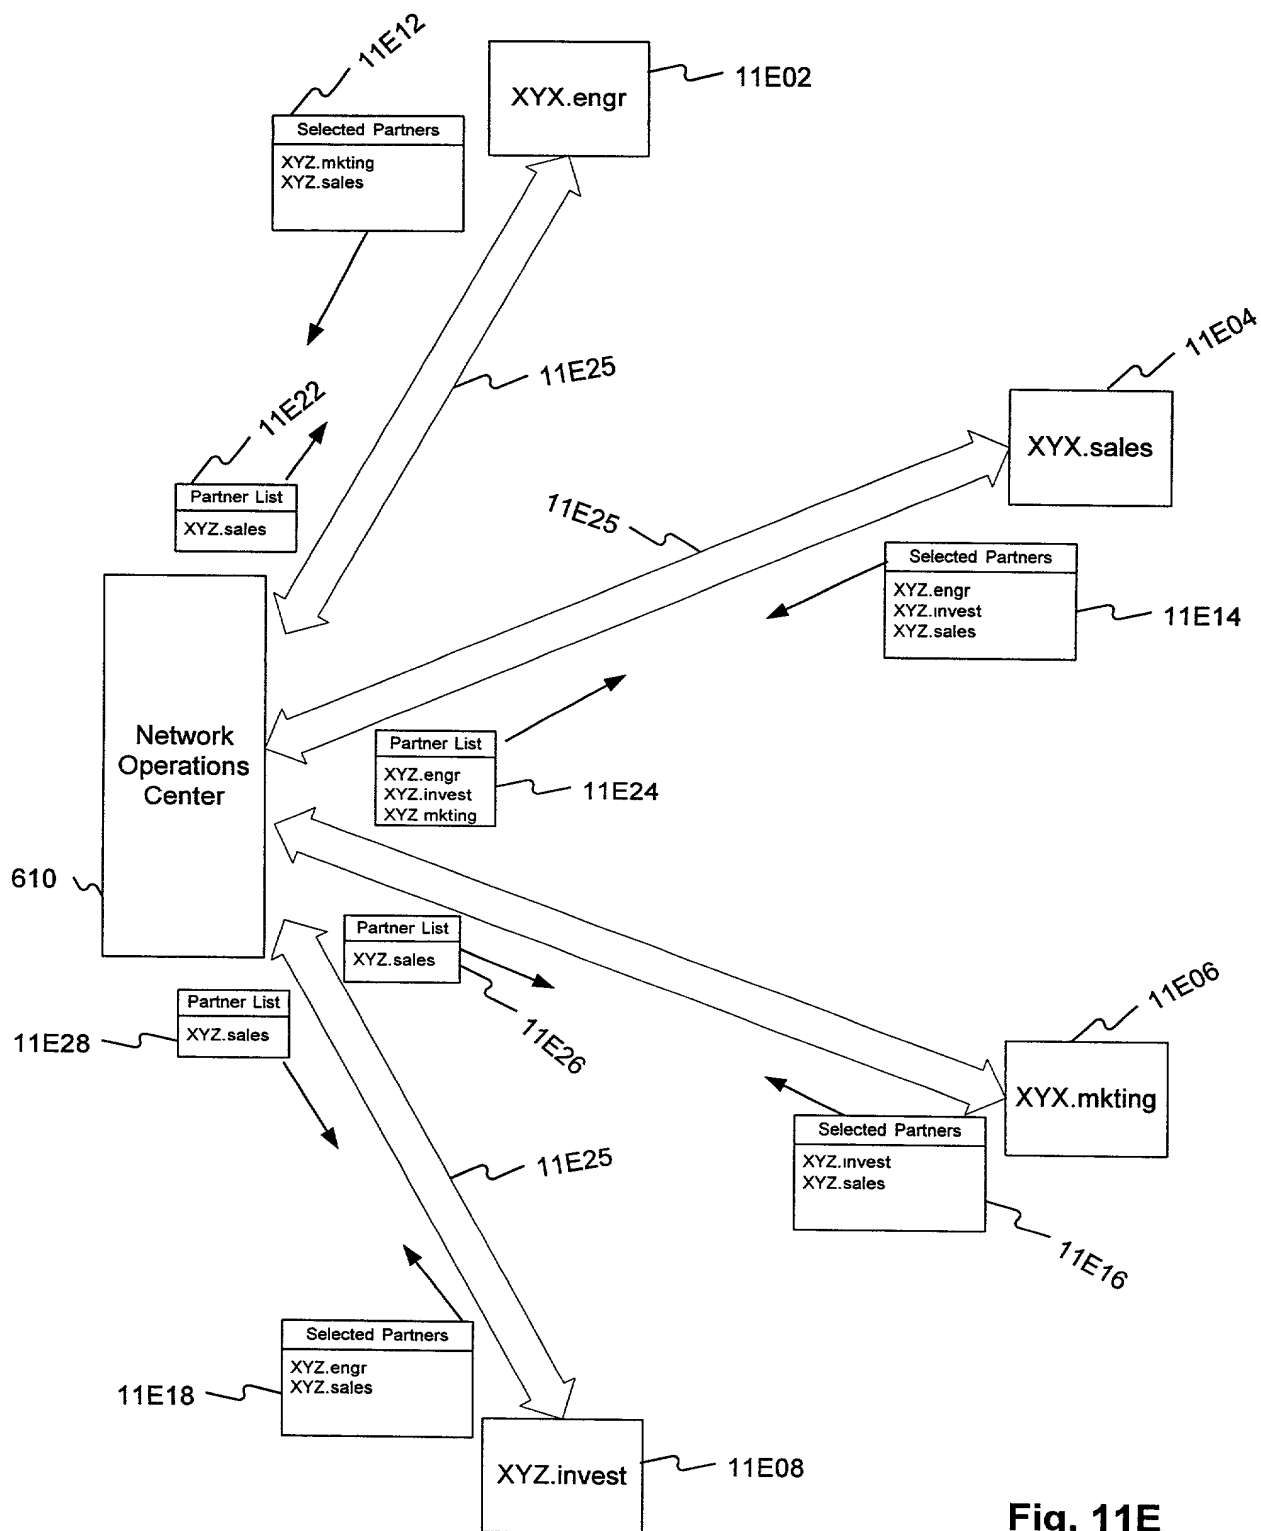 11E12
XYX.engr
11E02
Selected Partners
XYZ.mkting
XYZ.sales
11E25
11E04
11E22
XYX.sales
Partner List
XYZ.sales
11E25
Selected Partners
XYZ.engr
XYZ.invest
XYZ.sales
11E14
Network
Operations
Center
Partner List
XYZ.engr
XYZ.invest
XYZ mkting
11E24
610
Partner List
XYZ.sales
11E26
Partner List
XYZ.sales
11E28
11E06
XYX.mkting
Selected Partners
XYZ.invest
XYZ.sales
11E16
11E25
Selected Partners
XYZ.engr
XYZ.sales
11E18
XYZ.invest
11E08
Fig. 11E